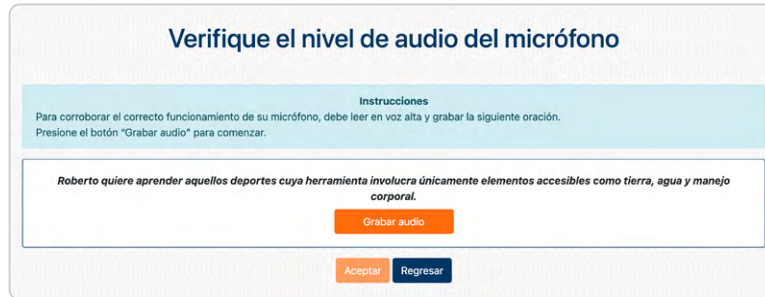 Verifique el nivel de audio del micrófono
Instrucciones
Para corroborar el correcto funcionamiento de su micrófono, debe leer en voz alta y grabar la siguiente oración.
Presione el botón "Grabar audio" para comenzar.
Roberto quiere aprender aquellos deportes cuya herramienta involucra únicamente elementos accesibles como tierra, agua y manejo
corporal.
Grabar audio
Aceptar Regresar